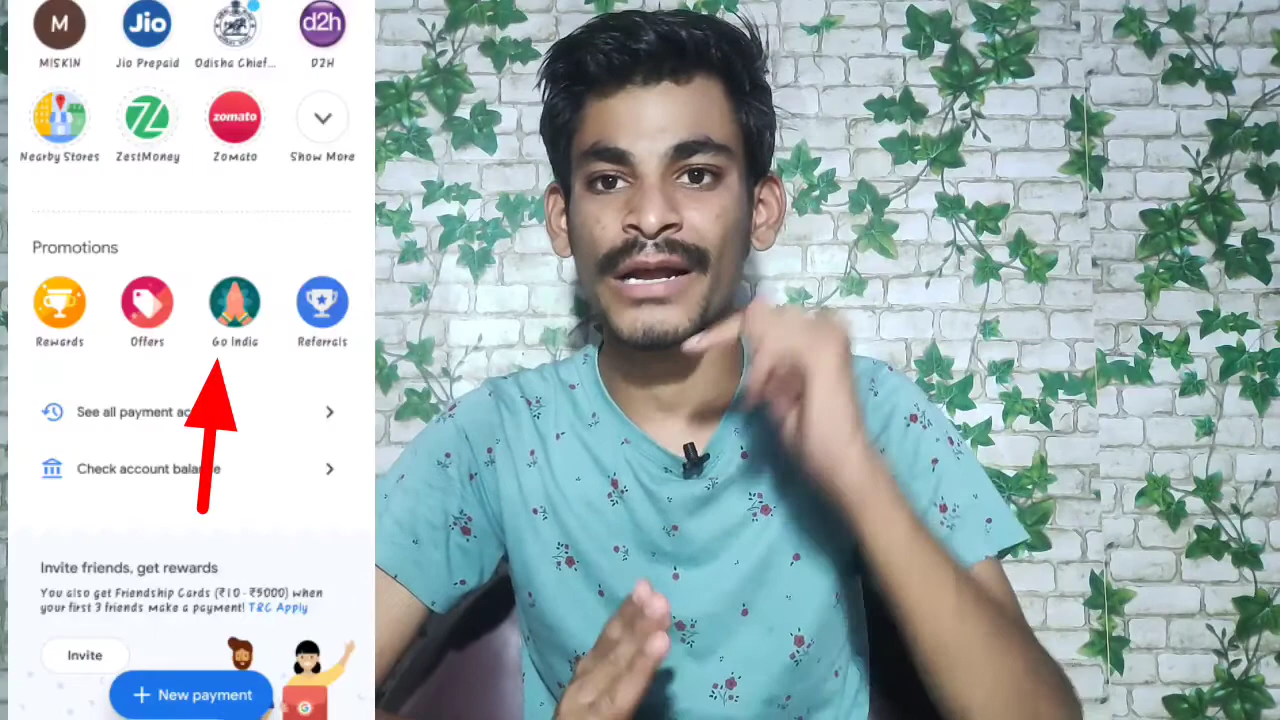 M
Jio
d2h
MISKIN
Jio Prepaid
Odisha Chief...
D2H
zomato
Nearby Stores
ZestMoney
Zomato
Show More
Promotions
Rewards
Offers
Go India
Referrals
See all payment ac
Check account balance
Invite friends, get rewards
You also get Friendship Cards (₹10 - ₹5000) when
your first 3 friends make a payment! T&C Apply
Invite
+ New payment
G